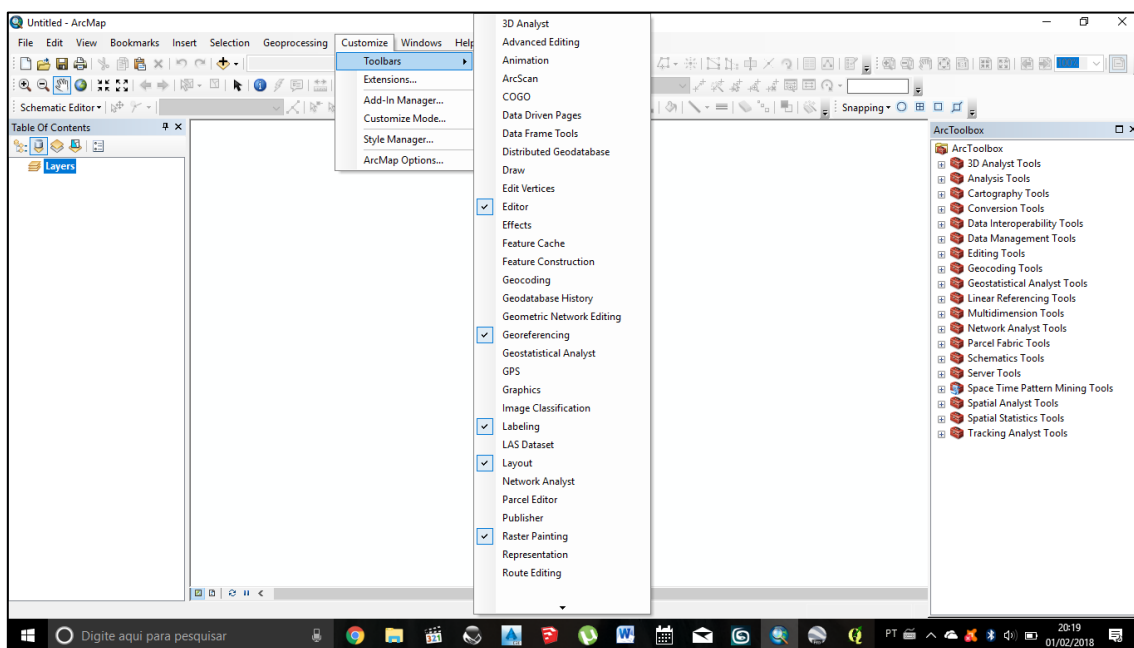 Untitled - ArcMap
File Edit View Bookmarks Insert Selection Geoprocessing Customize Windows Help
Schematic Editor
Snapping
Table Of Contents
Layers
Toolbars
Extensions...
Add-In Manager...
Customize Mode...
Style Manager...
ArcMap Options...
3D Analyst
Advanced Editing
Animation
ArcScan
COGO
Data Driven Pages
Data Frame Tools
Distributed Geodatabase
Draw
Edit Vertices
Editor
Effects
Feature Cache
Feature Construction
Geocoding
Geodatabase History
Geometric Network Editing
Georeferencing
Geostatistical Analyst
GPS
Graphics
Image Classification
Labeling
LAS Dataset
Layout
Network Analyst
Parcel Editor
Publisher
Raster Painting
Representation
Route Editing
ArcToolbox
ArcToolbox
3D Analyst Tools
Analysis Tools
Cartography Tools
Conversion Tools
Data Interoperability Tools
Data Management Tools
Editing Tools
Geocoding Tools
Geostatistical Analyst Tools
Linear Referencing Tools
Multidimension Tools
Network Analyst Tools
Parcel Fabric Tools
Schematics Tools
Server Tools
Space Time Pattern Mining Tools
Spatial Analyst Tools
Spatial Statistics Tools
Tracking Analyst Tools
Digite aqui para pesquisar
PT
20:19
01/02/2018